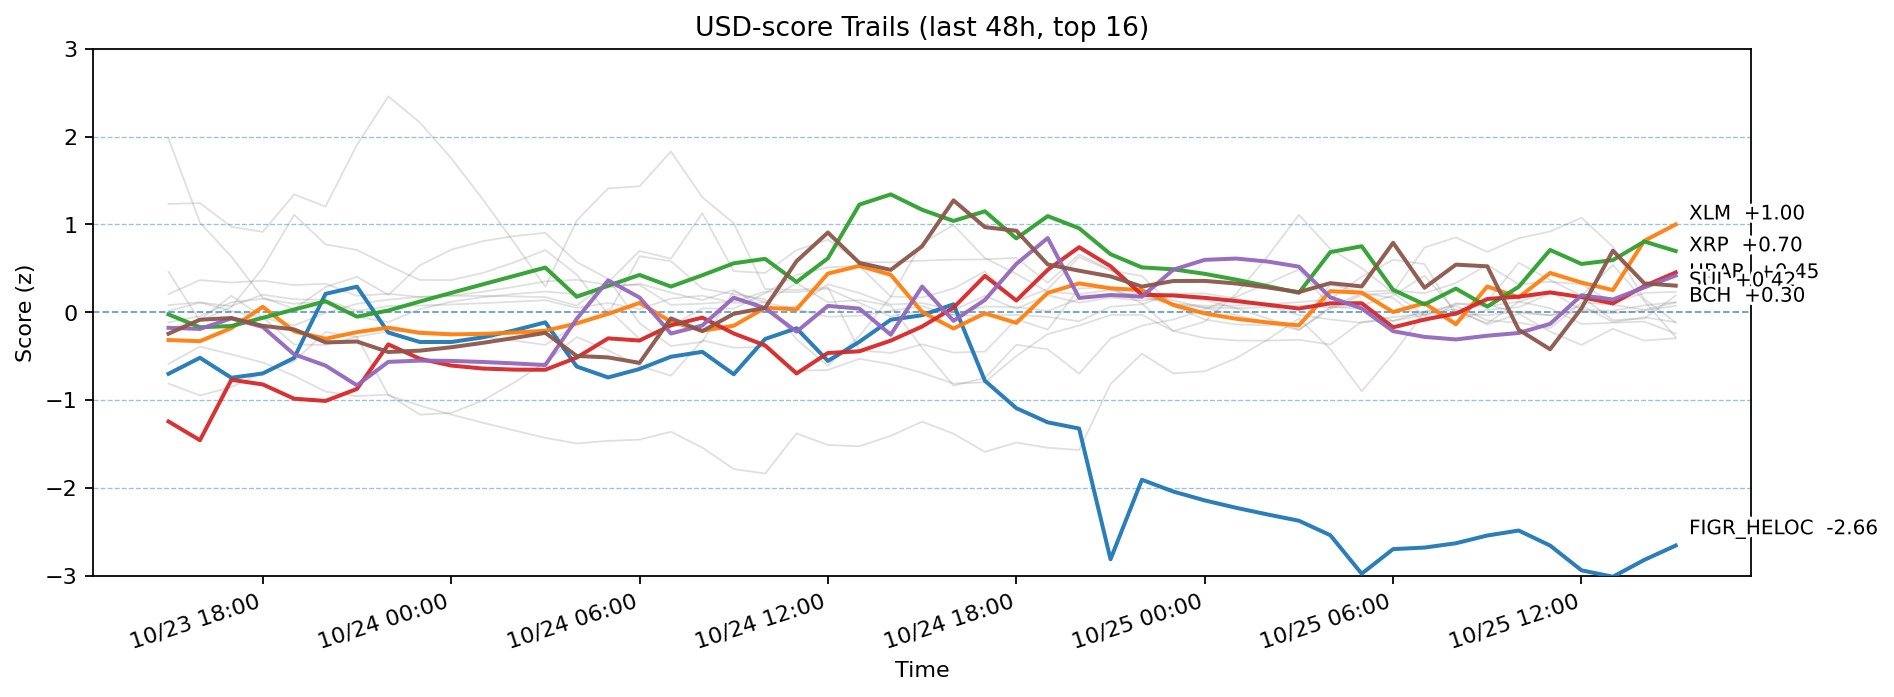 USD-score Trails (last 48h, top 16)
Score (z)
3
2
1
0
−1
−2
−3
XLM +1.00
XRP +0.70
+0.45
SUI +0.42
BCH +0.30
FIGR_HELOC -2.66
10/23 18:00
10/24 00:00
10/24 06:00
10/24 12:00
10/24 18:00
10/25 00:00
10/25 06:00
10/25 12:00
Time